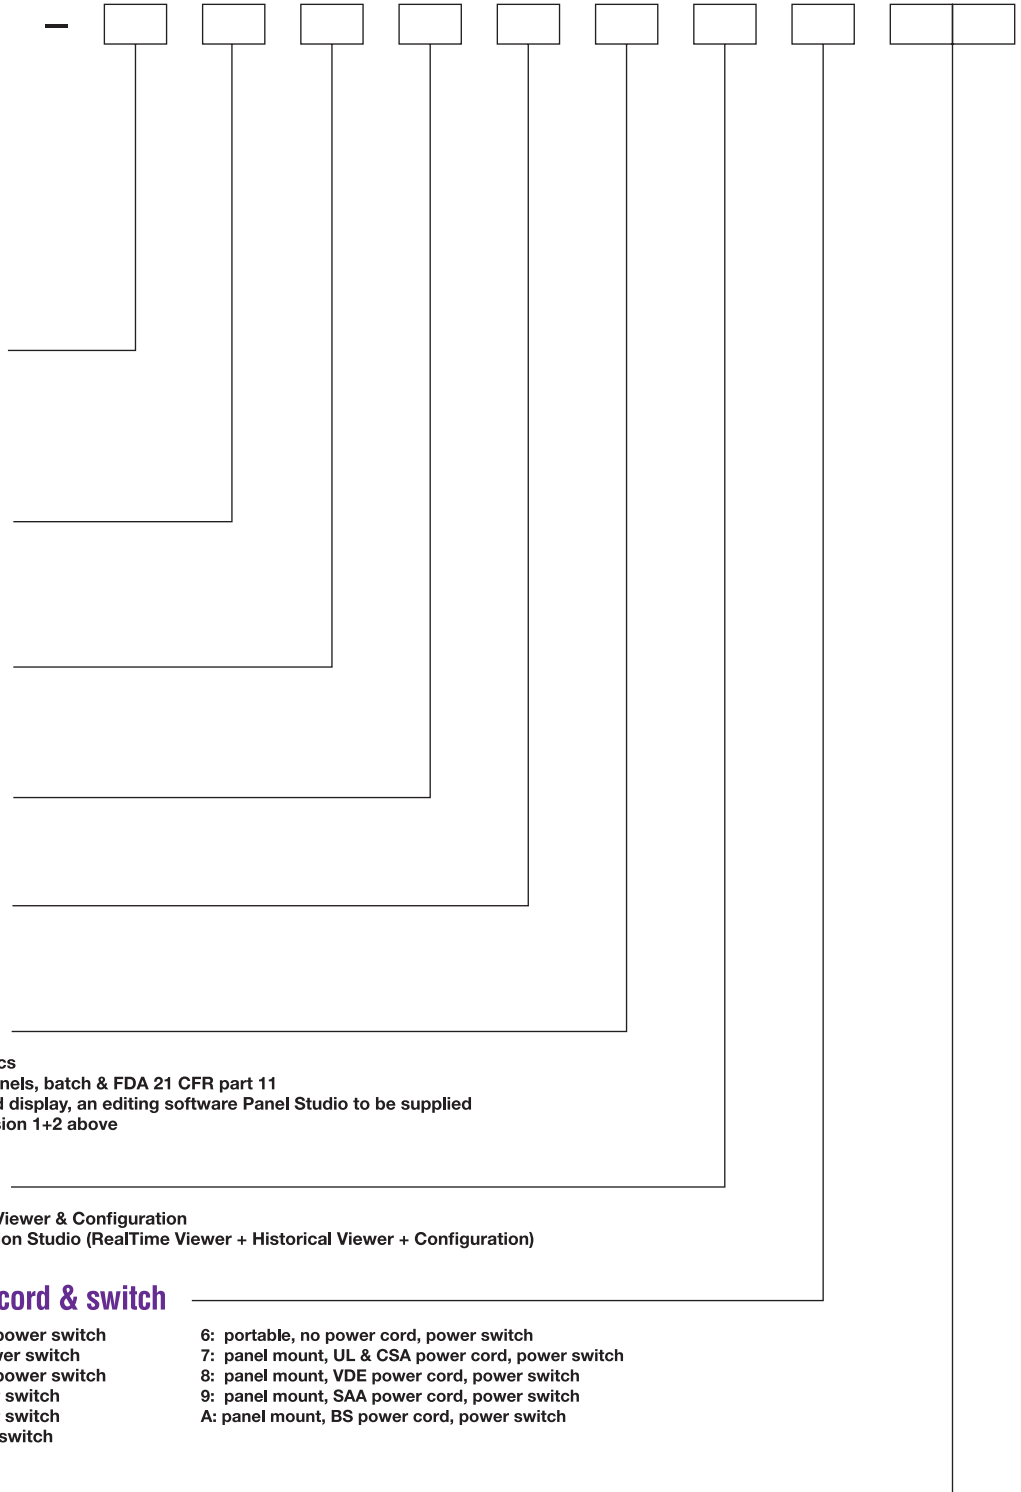 cs
nels, batch & FDA 21 CFR part 11
d display, an editing software Panel Studio to be supplied
sion 1+2 above
Viewer & Configuration
on Studio (RealTime Viewer + Historical Viewer + Configuration)
cord & switch
power switch
ver switch
power switch
switch
switch
switch
6: portable, no power cord, power switch
7: panel mount, UL & CSA power cord, power switch
8: panel mount, VDE power cord, power switch
9: panel mount, SAA power cord, power switch
A: panel mount, BS power cord, power switch